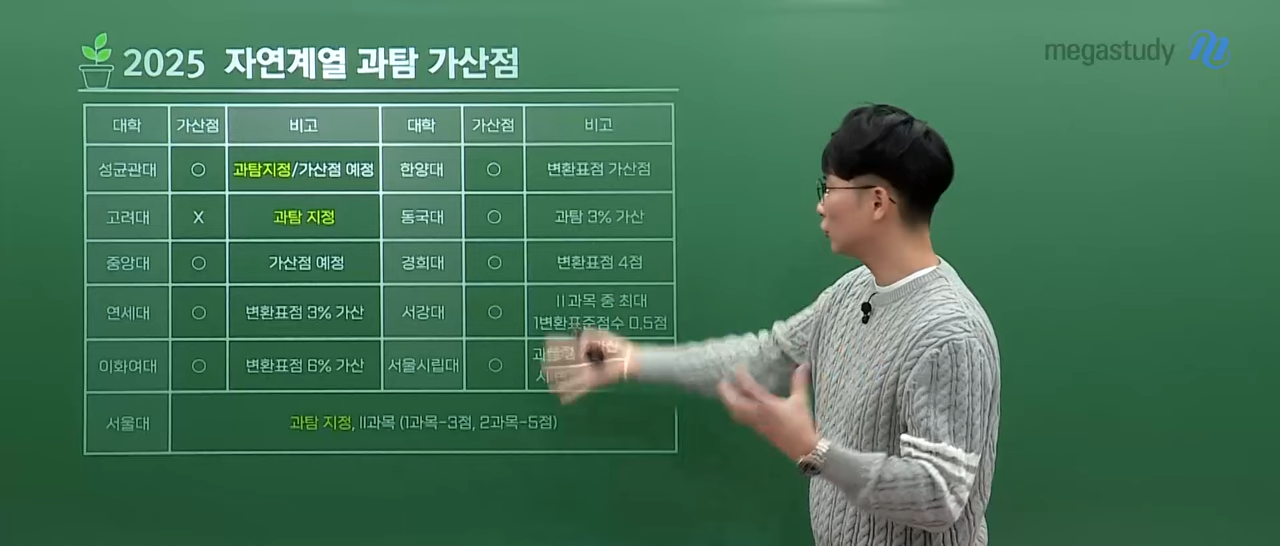 2025 자연계열 과탐 가산점
megastudy
대학 가산점 비고 대학 가산점 비고
성균관대 ○ 과탐지정/가산점 예정 한양대 ○ 변환표점 가산점
고려대 X 과탐 지정 동국대 ○ 과탐 3% 가산
중앙대 ○ 가산점 예정 경희대 ○ 변환표점 4점
연세대 ○ 변환표점 3% 가산 서강대 ○ II과목 중 최대
1변환표준점수 0.5점
이화여대 ○ 변환표점 6% 가산 서울시립대 ○
서울대 과탐 지정, II과목 (1과목-3점, 2과목-5점)